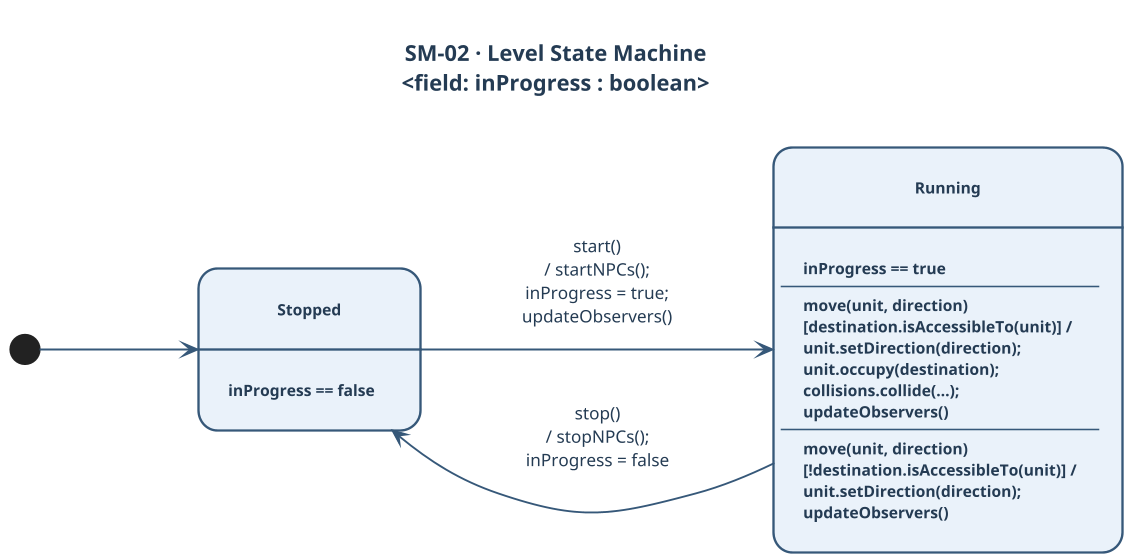 SM-02 · Level State Machine
<field: inProgress : boolean>
Stopped
inProgress == false
start()
/ startNPCs();
inProgress = true;
updateObservers()
stop()
/ stopNPCs();
inProgress = false
Running
inProgress == true
move(unit, direction)
[destination.isAccessibleTo(unit)] /
unit.setDirection(direction);
unit.occupy(destination);
collisions.collide(...);
updateObservers()
move(unit, direction)
[!destination.isAccessibleTo(unit)] /
unit.setDirection(direction);
updateObservers()